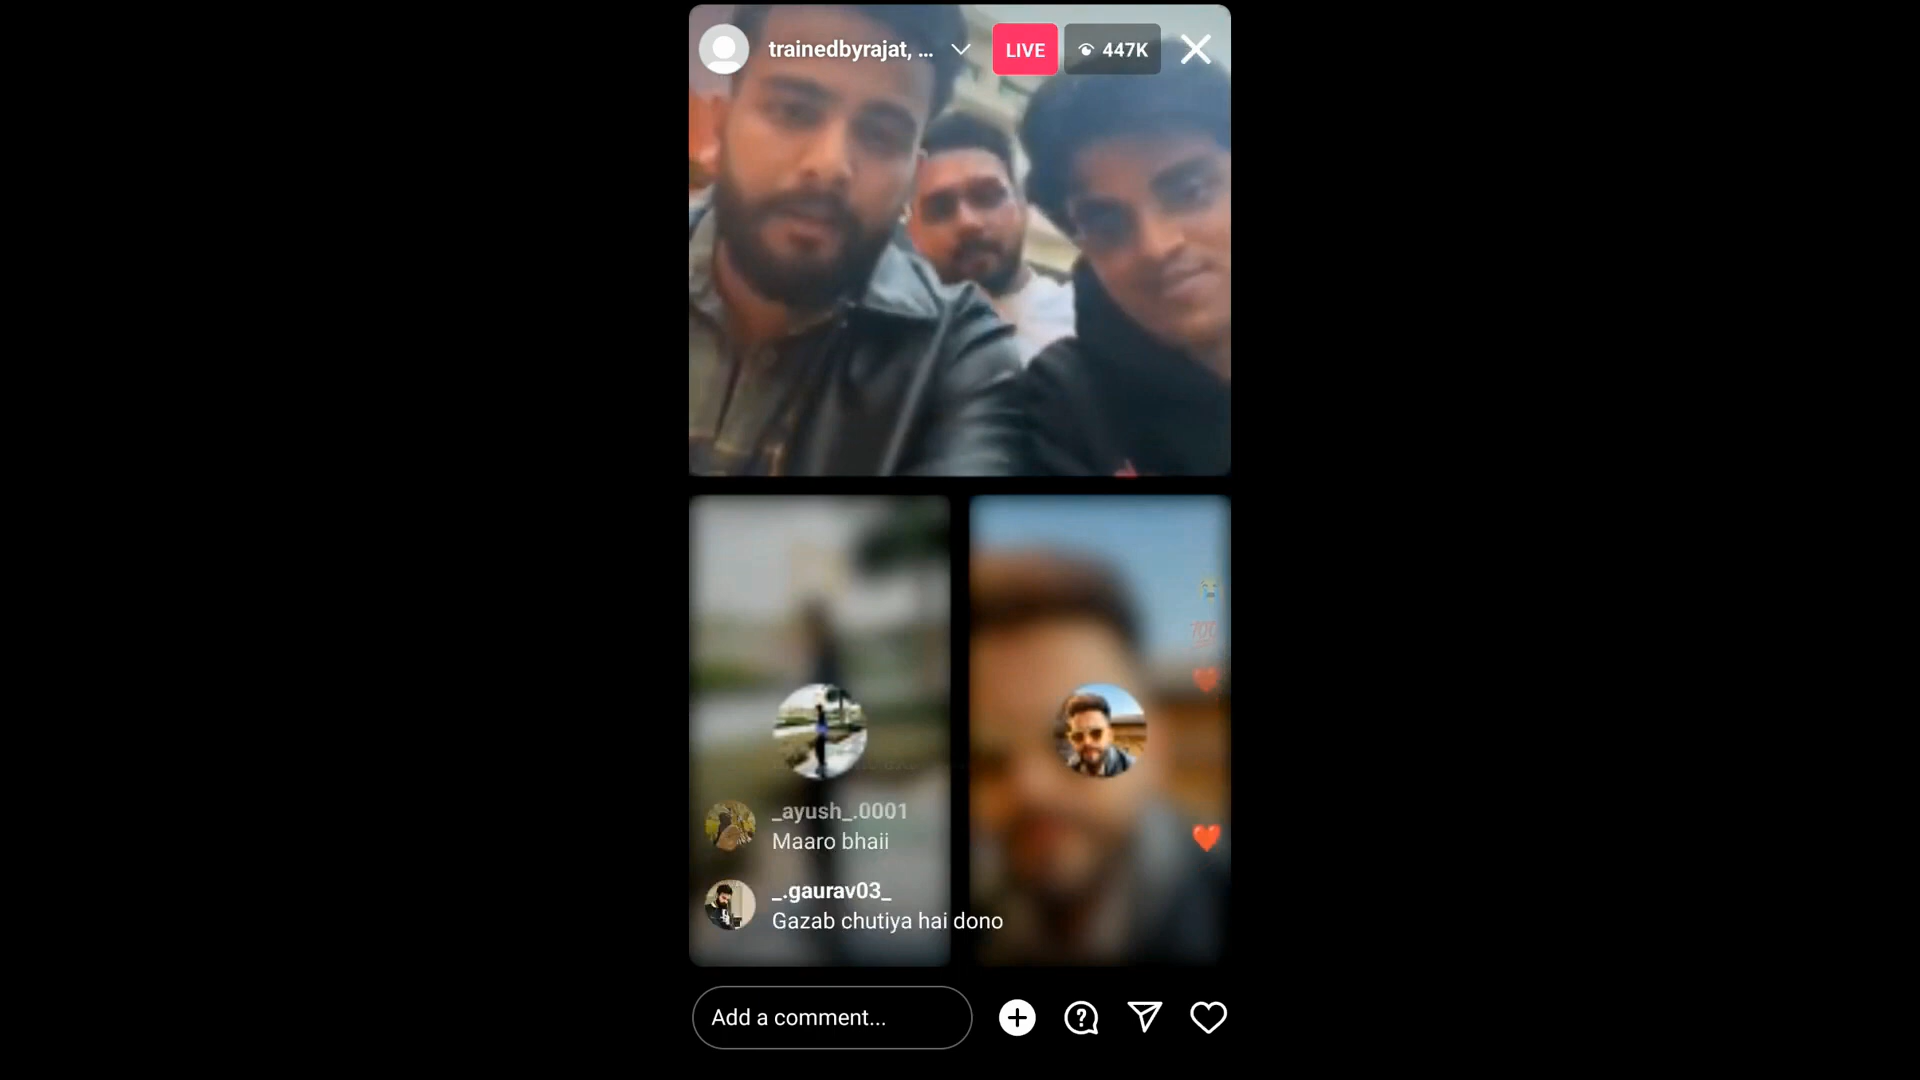 trainedbyrajat, ...
LIVE
447K
_ayush_.0001
Maaro bhaii
_.gaurav03_
Gazab chutiya hai dono
Add a comment...